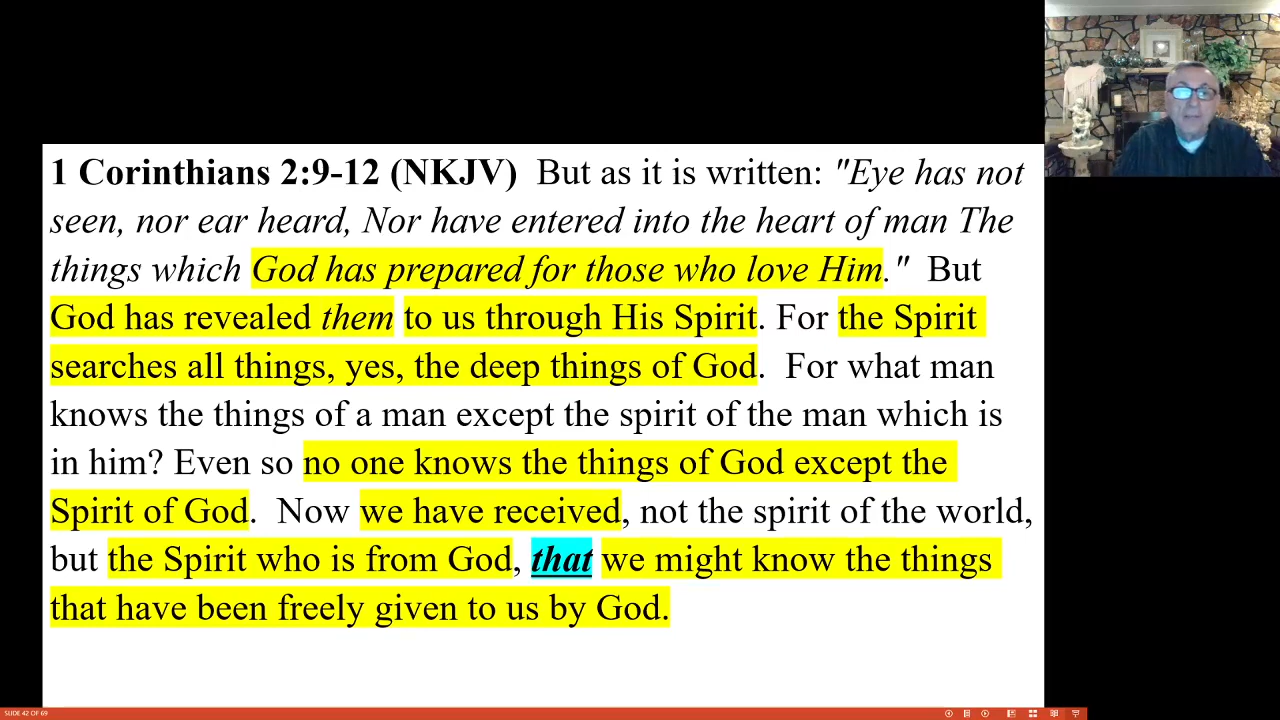 1 Corinthians 2:9-12 (NKJV)  But as it is written: "Eye has not
seen, nor ear heard, Nor have entered into the heart of man The
things which God has prepared for those who love Him."  But
God has revealed them to us through His Spirit. For the Spirit
searches all things, yes, the deep things of God.  For what man
knows the things of a man except the spirit of the man which is
in him? Even so no one knows the things of God except the
Spirit of God.  Now we have received, not the spirit of the world,
but the Spirit who is from God, that we might know the things
that have been freely given to us by God.
SLIDE 42 OF 69